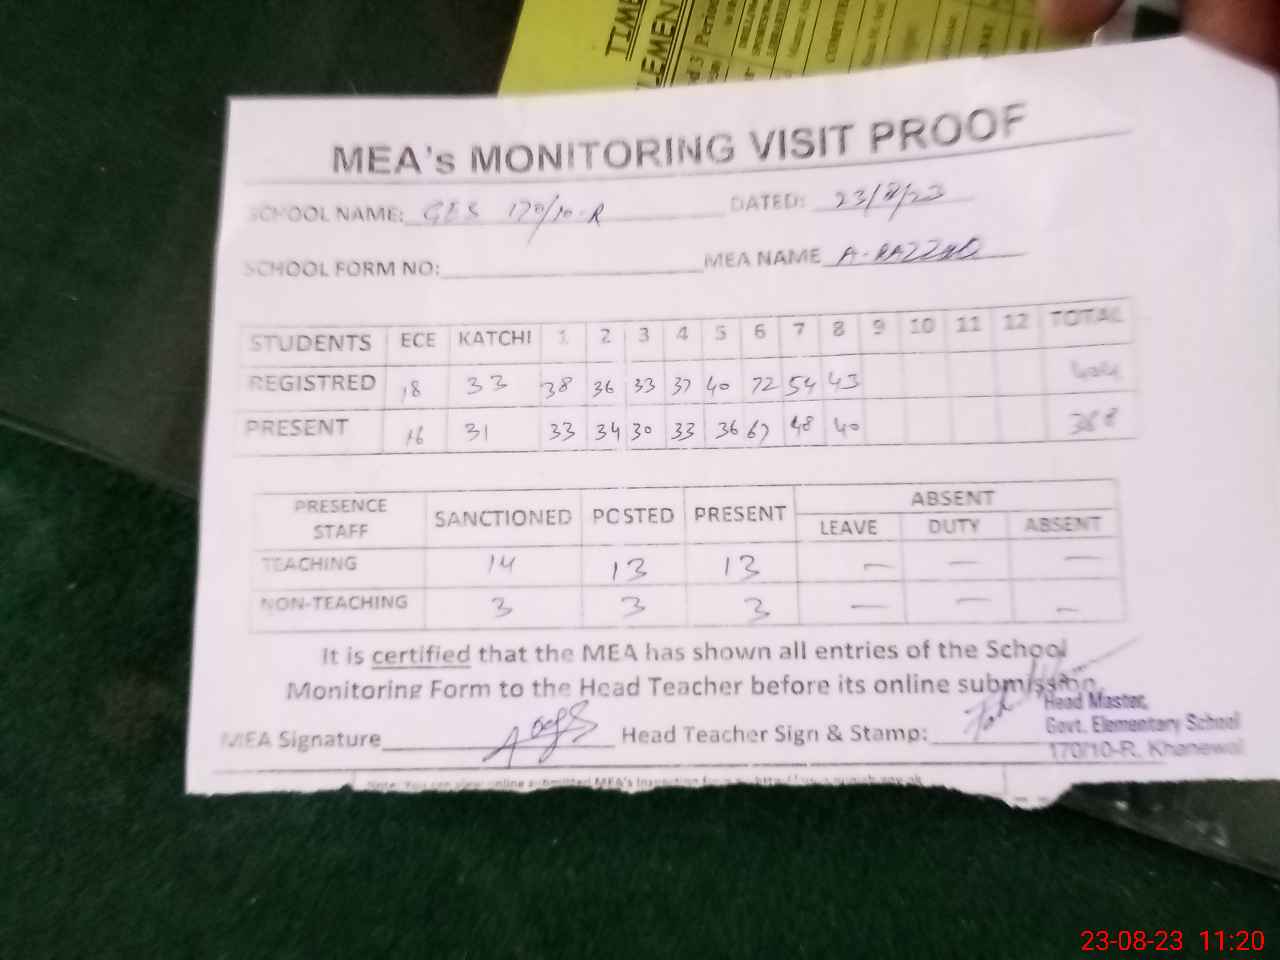 TIME
LEMEN
MEA's MONITORING VISIT PROOF
SCHOOL NAME: GES 170/10-R DATED: 23/8/23
SCHOOL FORM NO: MEA NAME A-RAZZAQ
STUDENTS ECE KATCHI 1 2 3 4 5 6 7 8 9 10 11 12 TOTAL
REGISTRED 18 33 38 36 33 37 40 72 54 43 404
PRESENT 16 31 33 34 30 33 36 67 48 40 368
PRESENCE STAFF SANCTIONED POSTED PRESENT ABSENT
LEAVE DUTY ABSENT
TEACHING 14 13 13 — — —
NON-TEACHING 3 3 3 — — —
It is certified that the MEA has shown all entries of the School
Monitoring Form to the Head Teacher before its online submission.
MEA Signature Head Teacher Sign & Stamp:
Head Master,
Govt. Elementary School
170/10-R, Khanewal
23-08-23 11:20